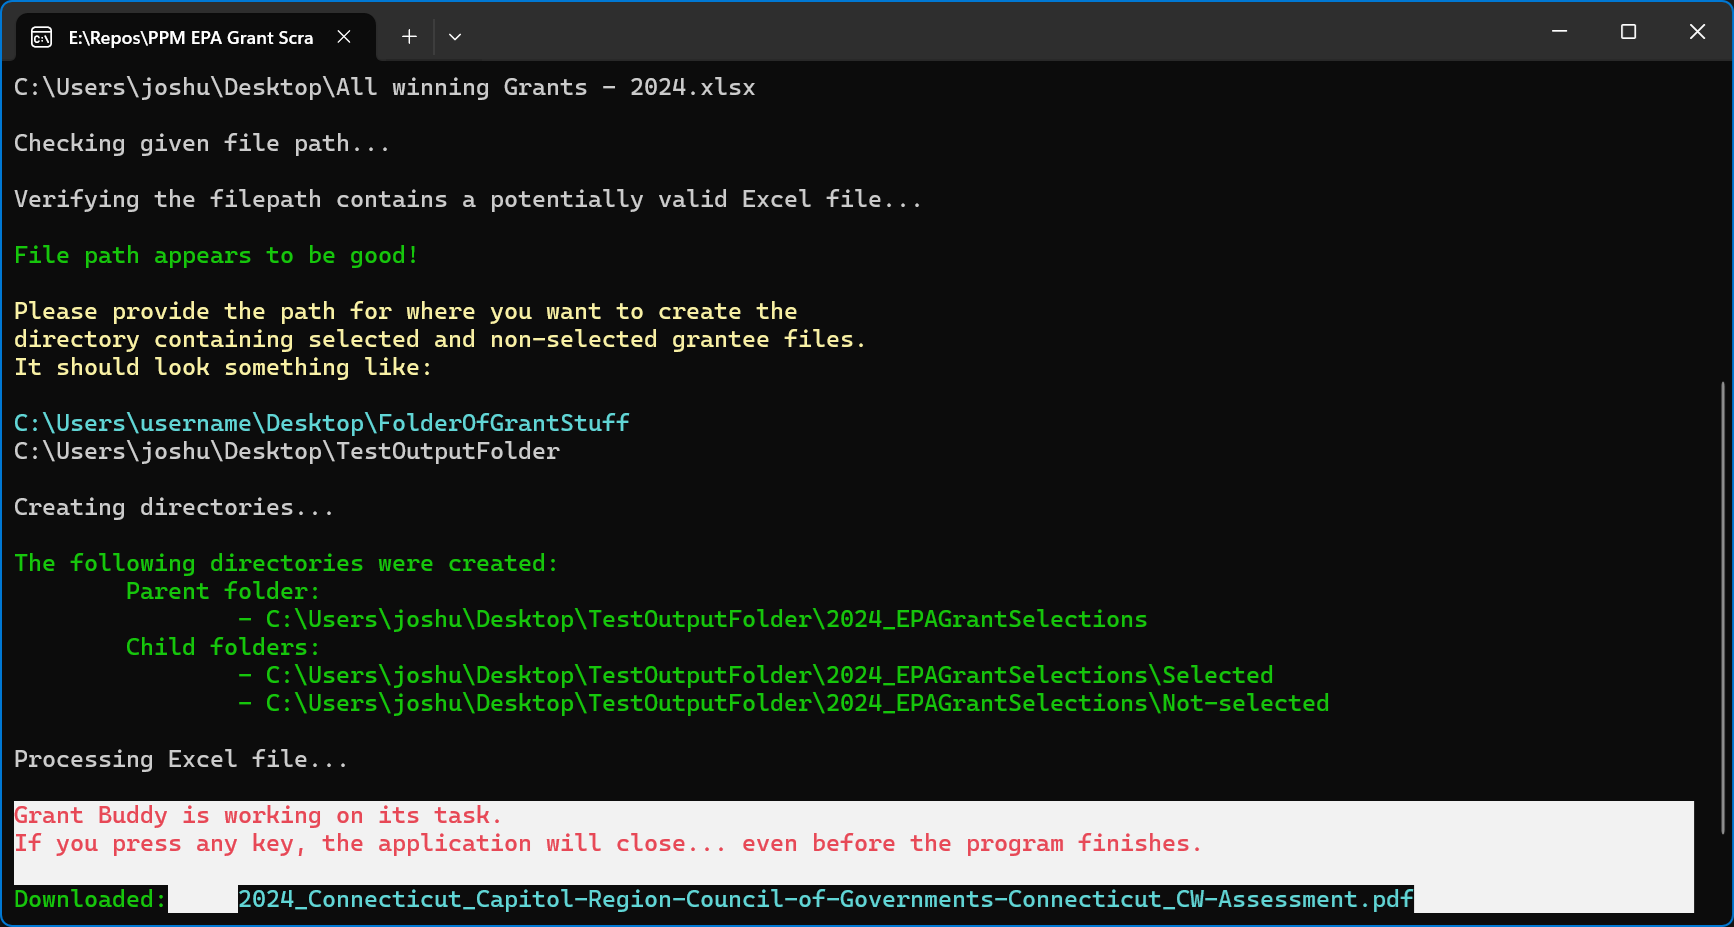 E:\Repos\PPM EPA Grant Scra
C:\Users\joshu\Desktop\All winning Grants - 2024.xlsx
Checking given file path...
Verifying the filepath contains a potentially valid Excel file...
File path appears to be good!
Please provide the path for where you want to create the
directory containing selected and non-selected grantee files.
It should look something like:
C:\Users\username\Desktop\FolderOfGrantStuff
C:\Users\joshu\Desktop\TestOutputFolder
Creating directories...
The following directories were created:
Parent folder:
- C:\Users\joshu\Desktop\TestOutputFolder\2024_EPAGrantSelections
Child folders:
- C:\Users\joshu\Desktop\TestOutputFolder\2024_EPAGrantSelections\Selected
- C:\Users\joshu\Desktop\TestOutputFolder\2024_EPAGrantSelections\Not-selected
Processing Excel file...
Grant Buddy is working on its task.
If you press any key, the application will close... even before the program finishes.
Downloaded: 2024_Connecticut_Capitol-Region-Council-of-Governments-Connecticut_CW-Assessment.pdf